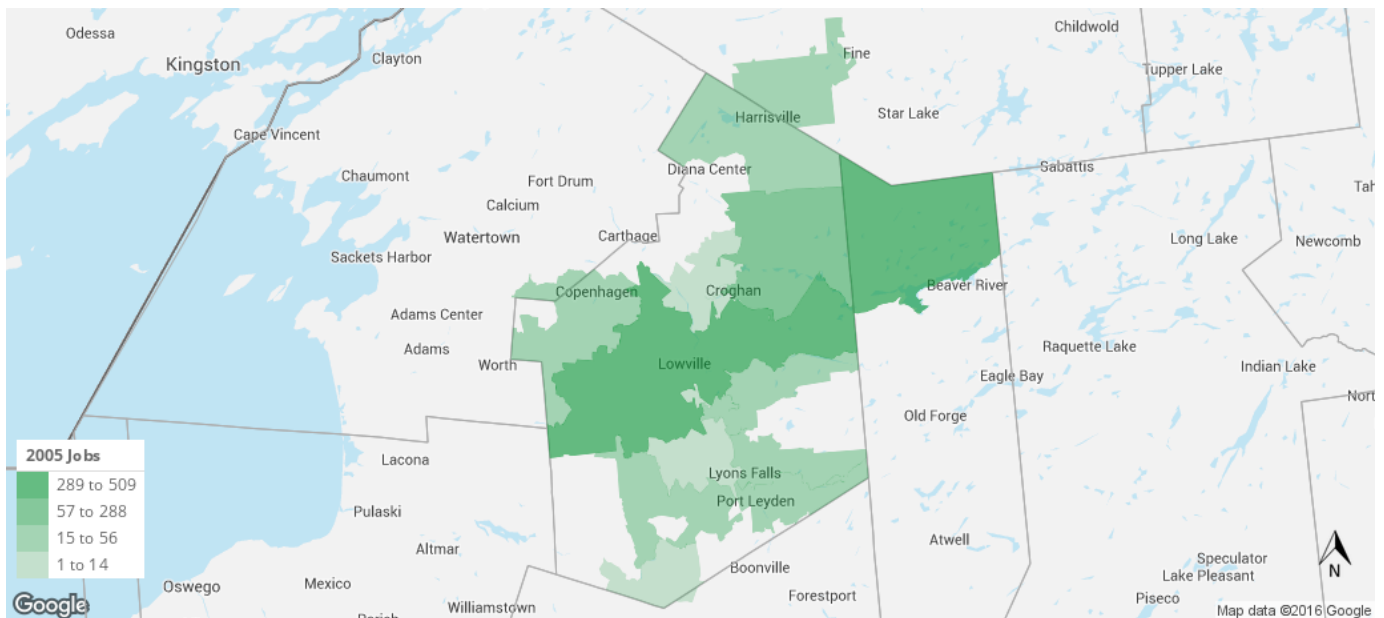 Odessa
Kingston
Clayton
Fine
Childwold
Tupper Lake
Cape Vincent
Harrisville
Star Lake
Chaumont
Fort Drum
Diana Center
Sabattis
Calcium
Watertown
Carthage
Long Lake
Newcomb
Sackets Harbor
Copenhagen
Croghan
Beaver River
Adams Center
Adams
Worth
Lowville
Raquette Lake
Eagle Bay
Indian Lake
Old Forge
2005 Jobs
289 to 509
57 to 288
15 to 56
1 to 14
Lacona
Lyons Falls
Port Leyden
Pulaski
Altmar
Atwell
N
Oswego
Mexico
Boonville
Speculator
Lake Pleasant
Forestport
Piseco
Williamstown
Google
Map data ©2016 Google